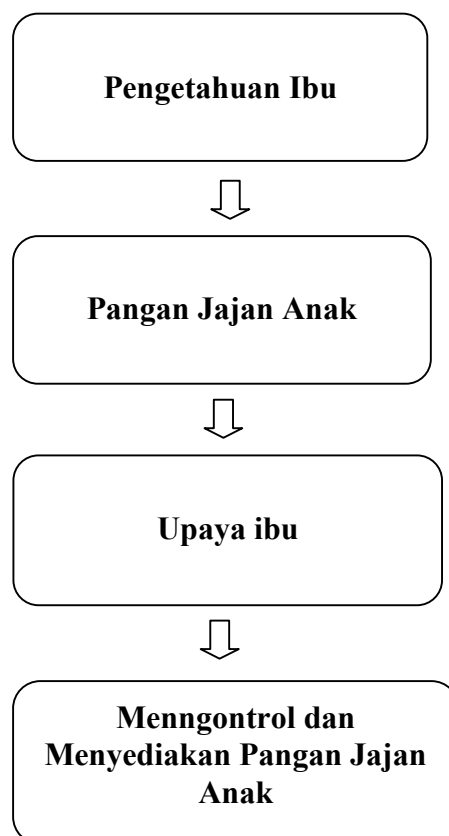 Pengetahuan Ibu
Pangan Jajan Anak
Upaya ibu
Menngontrol dan
Menyediakan Pangan Jajan
Anak